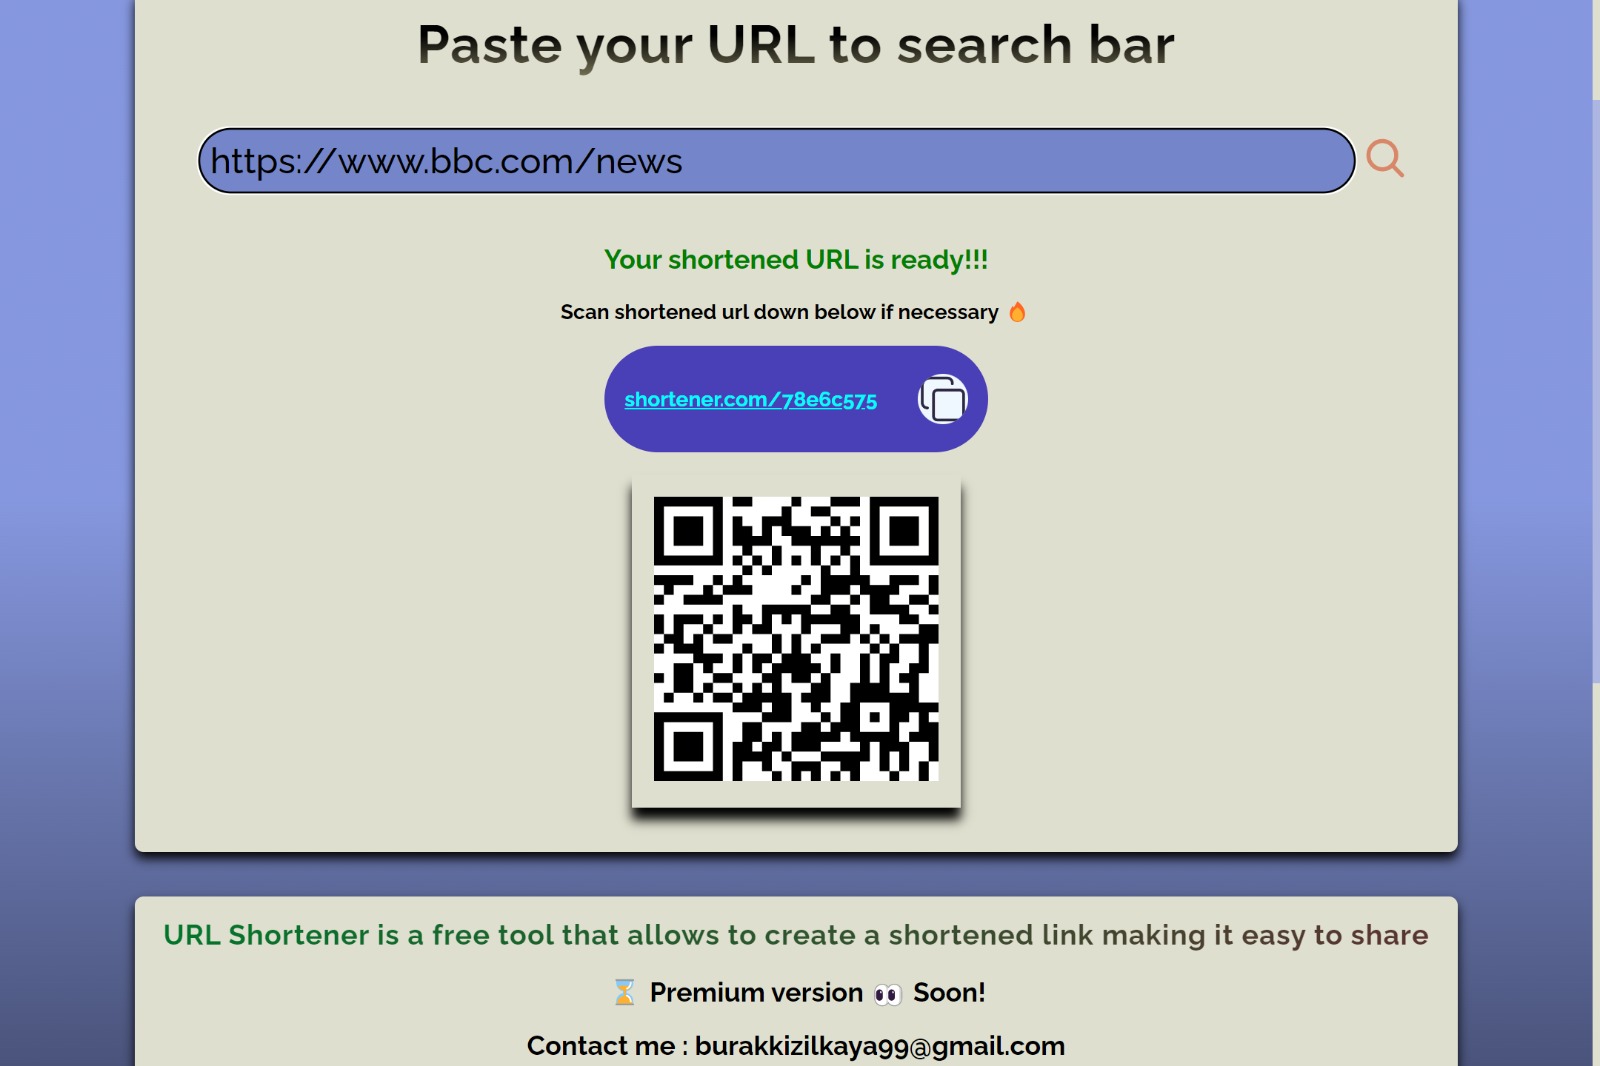 Paste your URL to search bar
https://www.bbc.com/news
Your shortened URL is ready!!!
Scan shortened url down below if necessary 🔥
shortener.com/78e6c575
URL Shortener is a free tool that allows to create a shortened link making it easy to share
⏳ Premium version 👀 Soon!
Contact me : burakkizilkaya99@gmail.com